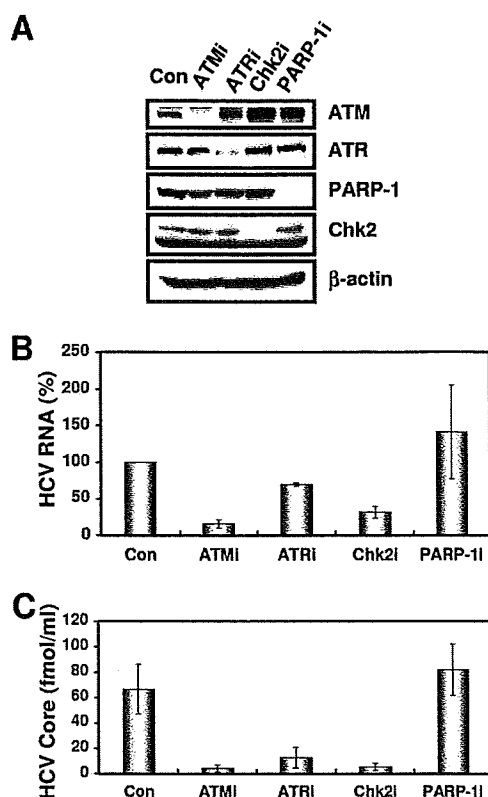 A
Con ATMi ATRi Chk2i PARP-1i
ATM
ATR
PARP-1
Chk2
β-actin
B
HCV RNA (%)
250
200
150
100
50
0
Con ATMi ATRi Chk2i PARP-1i
C
HCV Core (fmol/ml)
120
100
80
60
40
20
0
Con ATMi ATRi Chk2i PARP-1i